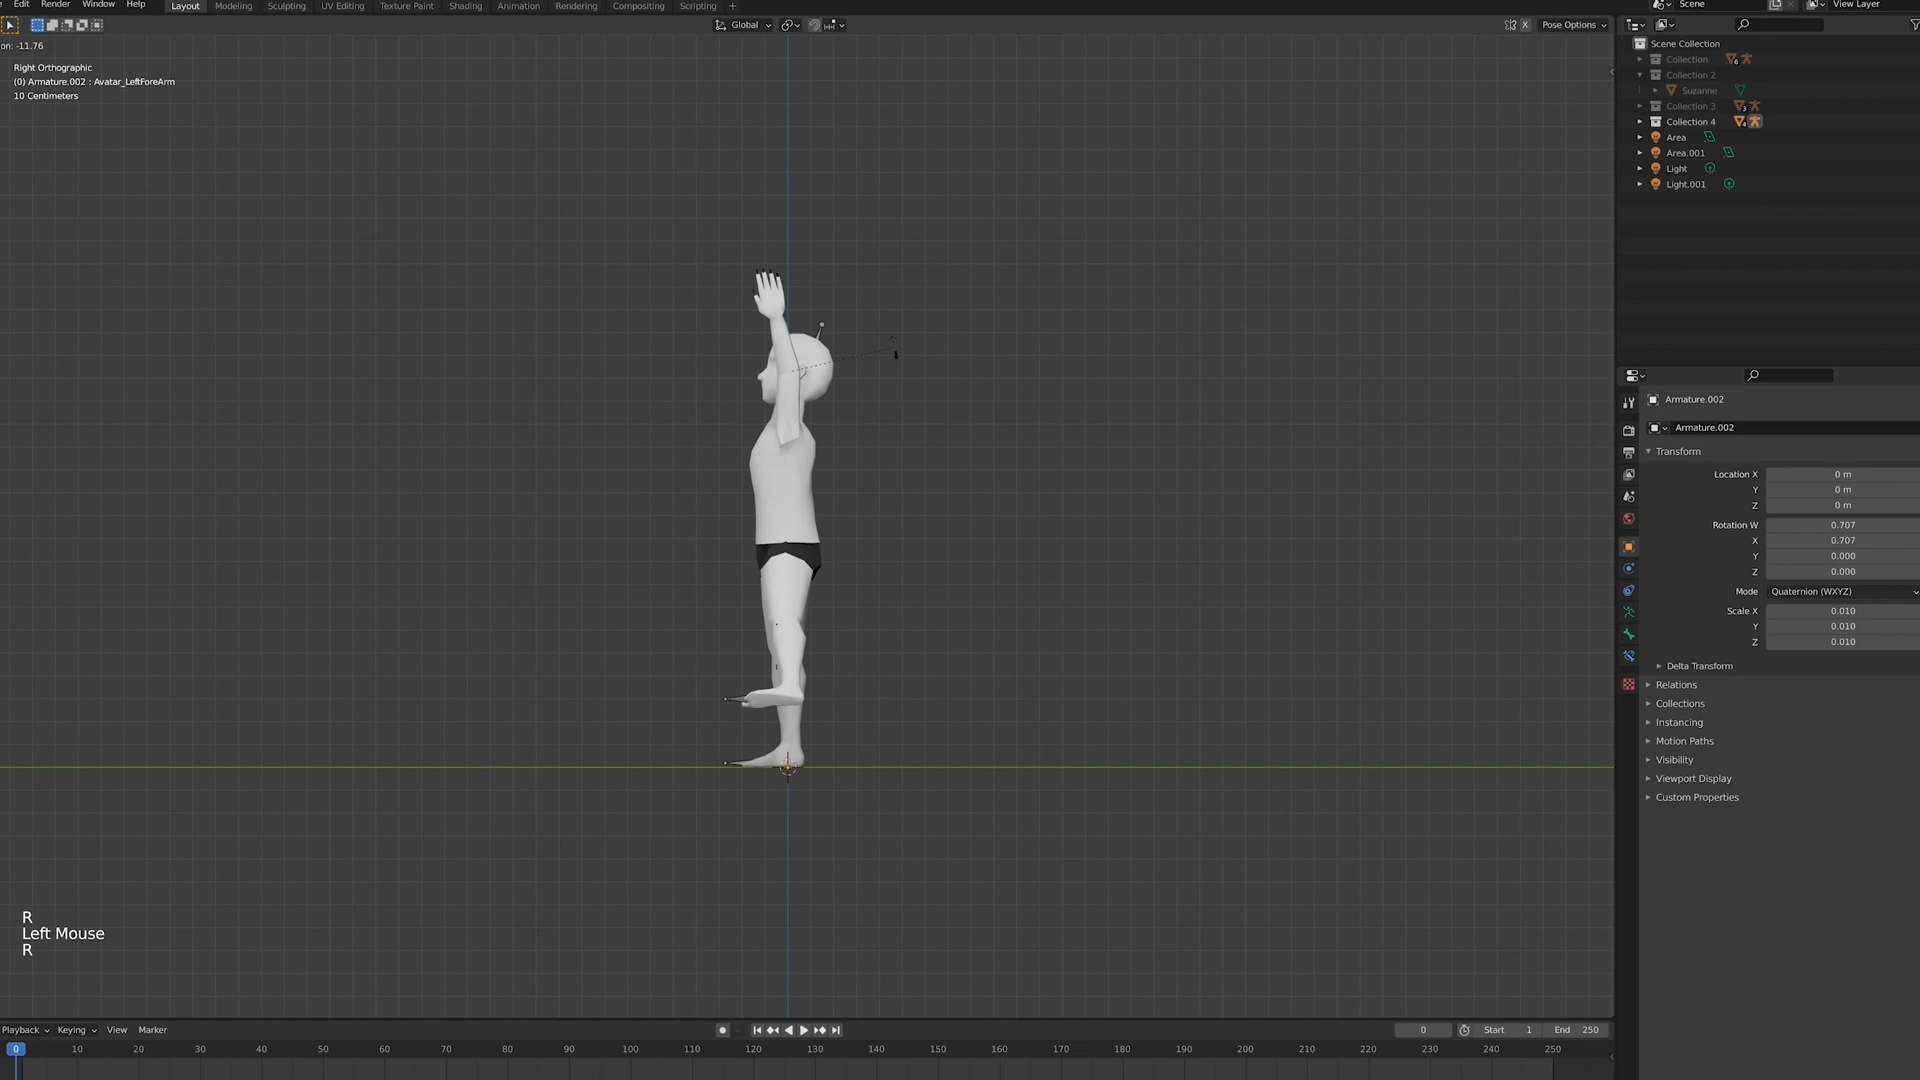 Edit Render Window Help Layout Modeling Sculpting UV Editing Texture Paint Shading Animation Rendering Compositing Scripting + Scene View Layer
Global X Pose Options
on: -11.76
Right Orthographic
(0) Armature.002 : Avatar_LeftForeArm
10 Centimeters
Scene Collection
Collection 6
Collection 2
Suzanne
Collection 3 3
Collection 4 4
Area
Area.001
Light
Light.001
Armature.002
Armature.002
Transform
Location X 0 m
Y 0 m
Z 0 m
Rotation W 0.707
X 0.707
Y 0.000
Z 0.000
Mode Quaternion (WXYZ)
Scale X 0.010
Y 0.010
Z 0.010
Delta Transform
Relations
Collections
Instancing
Motion Paths
Visibility
Viewport Display
Custom Properties
R
Left Mouse
R
Playback Keying View Marker 0 Start 1 End 250
0 10 20 30 40 50 60 70 80 90 100 110 120 130 140 150 160 170 180 190 200 210 220 230 240 250